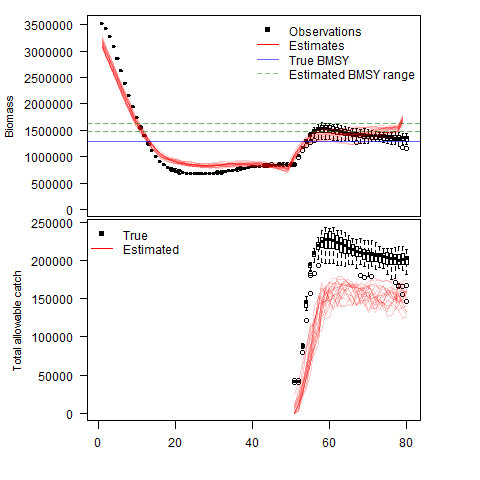 3500000
3000000
2500000
2000000
1500000
1000000
500000
0
Biomass
Observations
Estimates
True BMSY
Estimated BMSY range
250000
200000
150000
100000
50000
0
Total allowable catch
True
Estimated
0 20 40 60 80